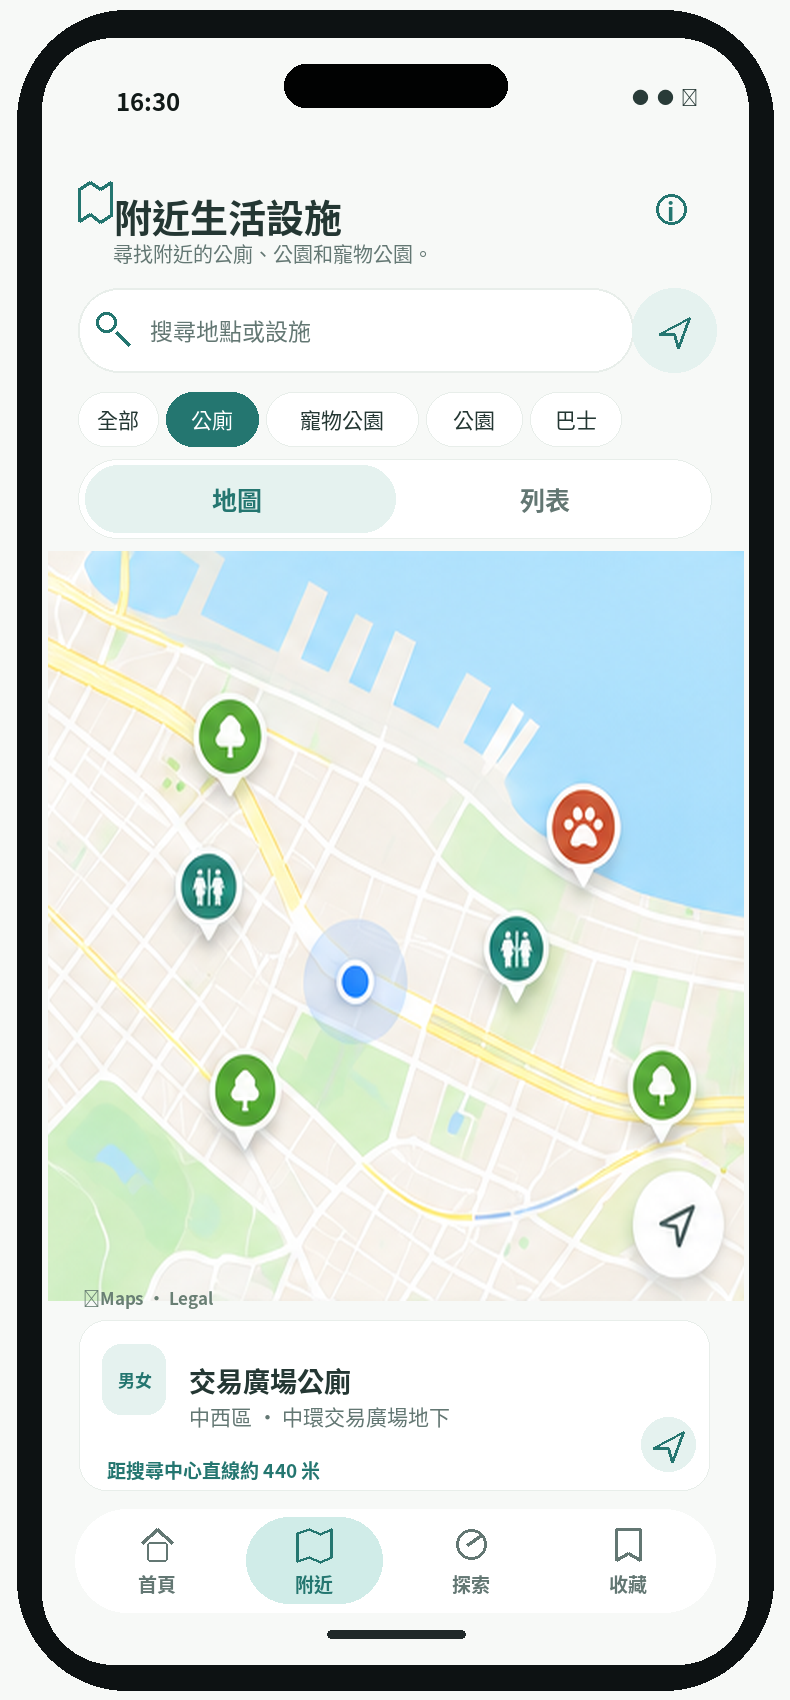 16:30
附近生活設施
尋找附近的公廁、公園和寵物公園。
搜尋地點或設施
全部 公廁 寵物公園 公園 巴士
地圖 列表
Maps · Legal
男女
交易廣場公廁
中西區 · 中環交易廣場地下
距搜尋中心直線約 440 米
首頁 附近 探索 收藏